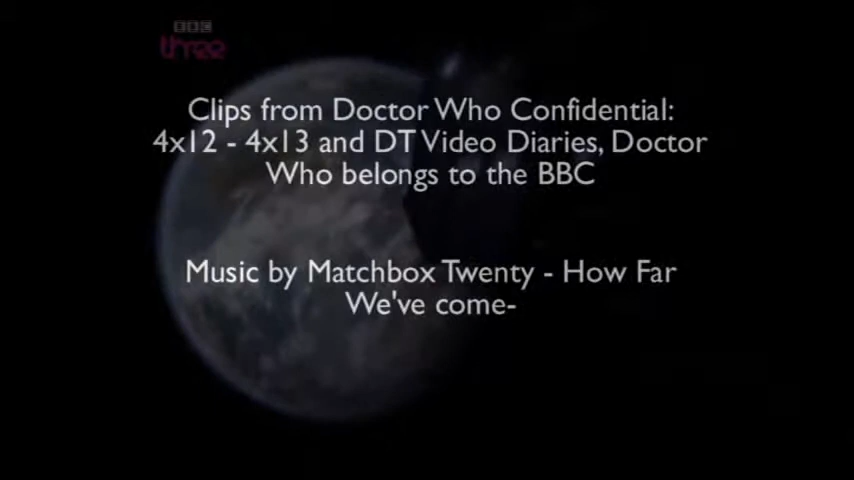 BBC
three
Clips from Doctor Who Confidential:
4x12 - 4x13 and DT Video Diaries, Doctor
Who belongs to the BBC
Music by Matchbox Twenty - How Far
We've come-